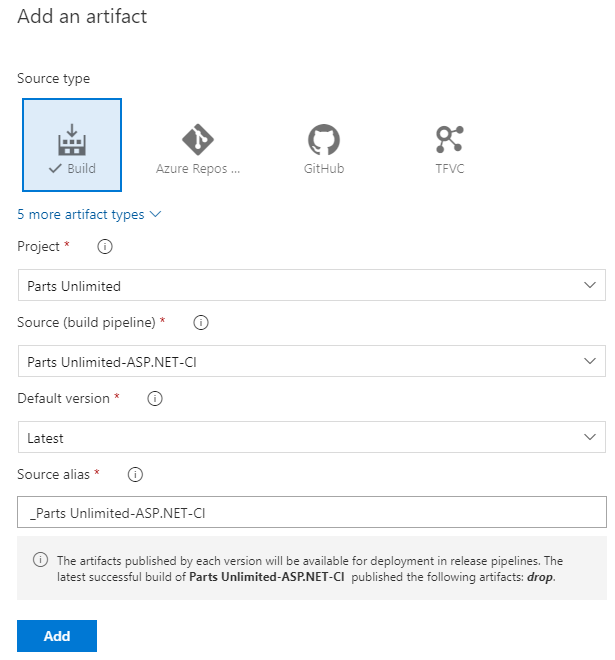 Add an artifact
Source type
Build
Azure Repos ...
GitHub
TFVC
5 more artifact types
Project *
Parts Unlimited
Source (build pipeline) *
Parts Unlimited-ASP.NET-CI
Default version *
Latest
Source alias *
_Parts Unlimited-ASP.NET-CI
The artifacts published by each version will be available for deployment in release pipelines. The
latest successful build of Parts Unlimited-ASP.NET-CI published the following artifacts: drop.
Add